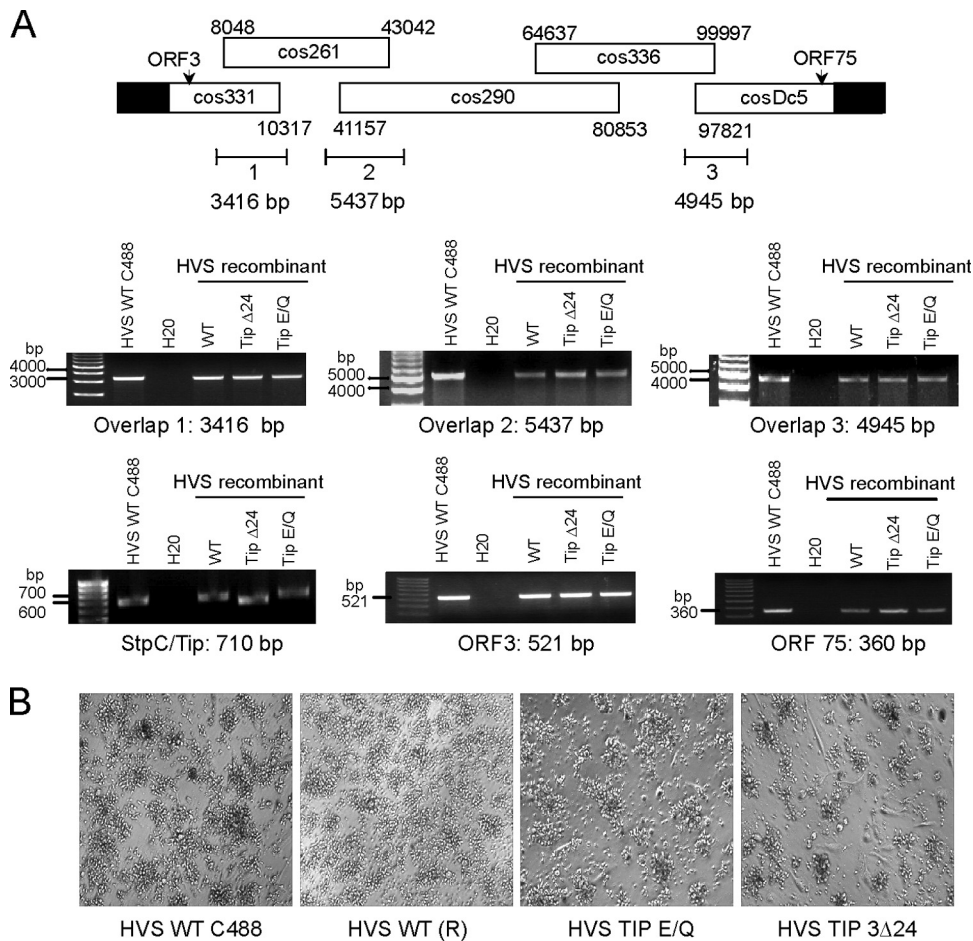 A
8048
43042
64637
99997
ORF3
cos261
cos336
ORF75
cos331
cos290
cosDc5
10317
41157
80853
97821
1
2
3
3416 bp
5437 bp
4945 bp
HVS WT C488
H20
HVS recombinant
WT
Tip Δ24
Tip E/Q
bp
4000
3000
Overlap 1: 3416 bp
HVS WT C488
H20
HVS recombinant
WT
Tip Δ24
Tip E/Q
bp
5000
4000
Overlap 2: 5437 bp
HVS WT C488
H20
HVS recombinant
WT
Tip Δ24
Tip E/Q
bp
5000
4000
Overlap 3: 4945 bp
HVS WT C488
H20
HVS recombinant
WT
Tip Δ24
Tip E/Q
bp
700
600
StpC/Tip: 710 bp
HVS WT C488
H20
HVS recombinant
WT
Tip Δ24
Tip E/Q
bp
521
ORF3: 521 bp
HVS WT C488
H20
HVS recombinant
WT
Tip Δ24
Tip E/Q
bp
360
ORF 75: 360 bp
B
HVS WT C488
HVS WT (R)
HVS TIP E/Q
HVS TIP 3Δ24